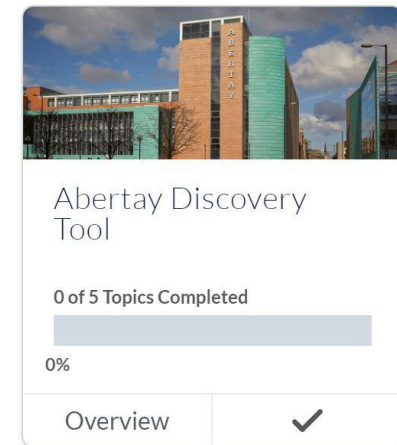 ABERTAY
Abertay Discovery
Tool
0 of 5 Topics Completed
0%
Overview